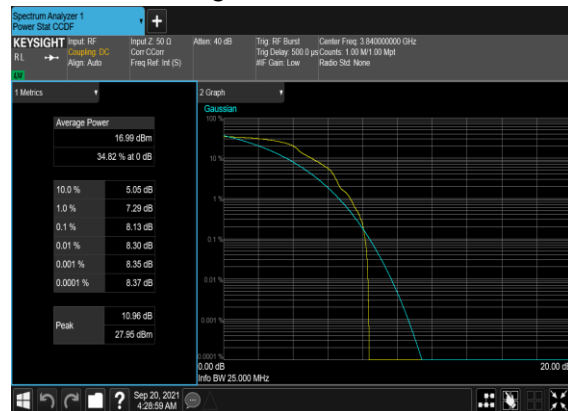 Spectrum Analyzer 1
Power Stat CCDF
+
KEYSIGHT
RL
LW
Input: RF
Coupling: DC
Align: Auto
Input Z: 50 Ω
Corr CCorr
Freq Ref: Int (S)
Atten: 40 dB
Trig: RF Burst
Trig Delay: 500.0 µs
#IF Gain: Low
Center Freq: 3.840000000 GHz
Counts: 1.00 M/1.00 Mpt
Radio Std: None
1 Metrics
Average Power
16.99 dBm
34.82 % at 0 dB
10.0 % 5.05 dB
1.0 % 7.29 dB
0.1 % 8.13 dB
0.01 % 8.30 dB
0.001 % 8.35 dB
0.0001 % 8.37 dB
Peak
10.96 dB
27.95 dBm
2 Graph
Gaussian
100 %
10 %
1 %
0.1 %
0.01 %
0.001 %
0.0001 %
0.00 dB
20.00 dB
Info BW 25.000 MHz
?
Sep 20, 2021
4:28:59 AM